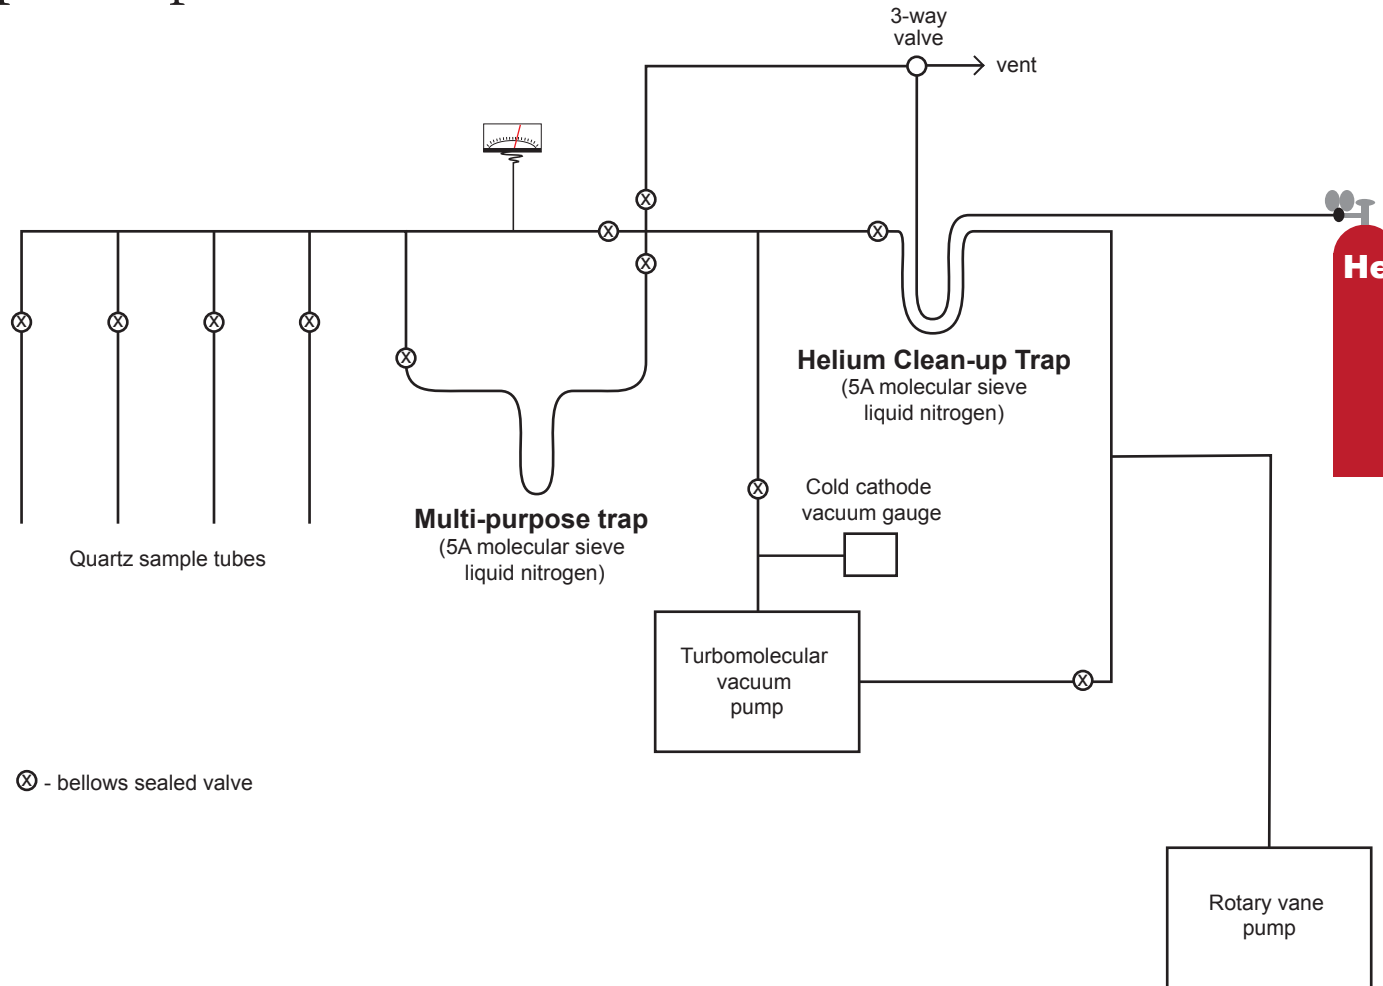 3-way
valve
vent
He
Helium Clean-up Trap
(5A molecular sieve
liquid nitrogen)
Cold cathode
vacuum gauge
Multi-purpose trap
(5A molecular sieve
liquid nitrogen)
Quartz sample tubes
Turbomolecular
vacuum
pump
X - bellows sealed valve
Rotary vane
pump